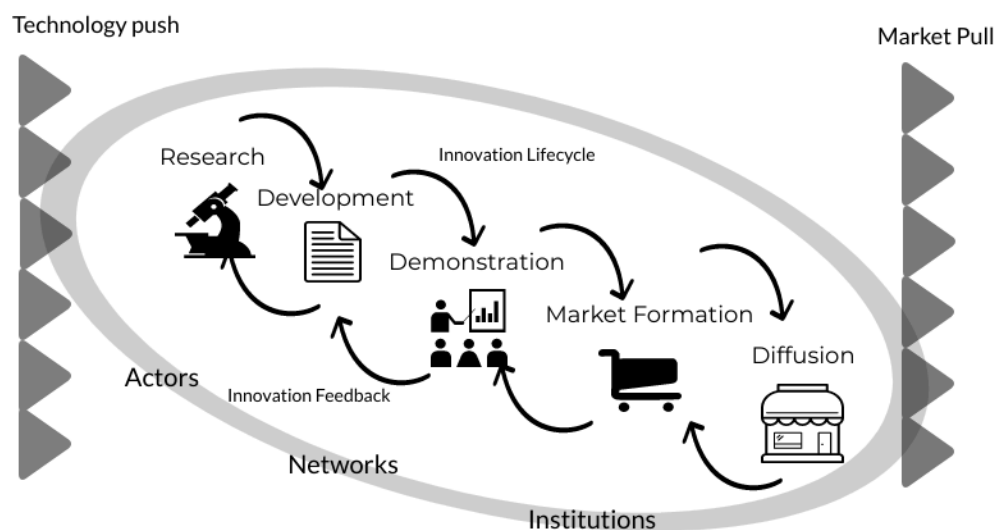 Technology push
Market Pull
Research
Innovation Lifecycle
Development
Demonstration
Market Formation
Diffusion
Actors
Innovation Feedback
Networks
Institutions